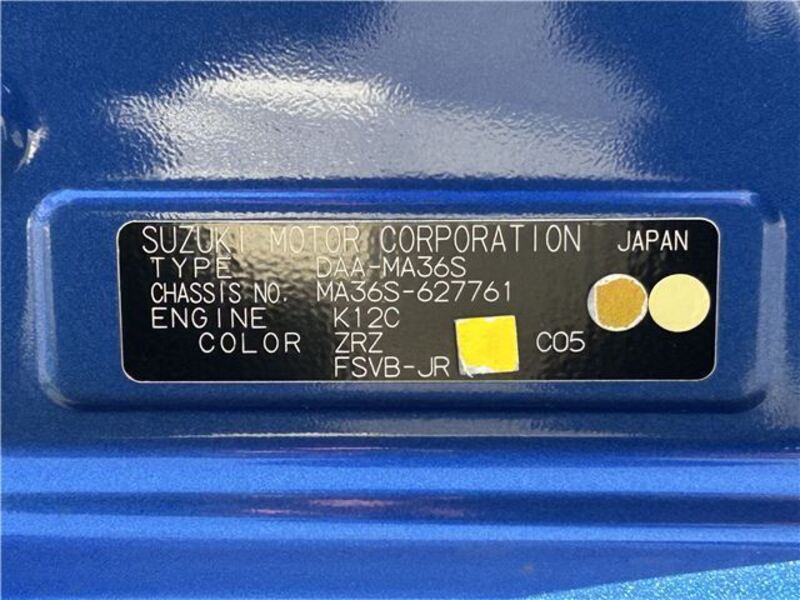 SUZUKI MOTOR CORPORATION JAPAN
TYPE DAA-MA36S
CHASSIS NO. MA36S-627761
ENGINE K12C
COLOR ZRZ C05
FSVB-JR